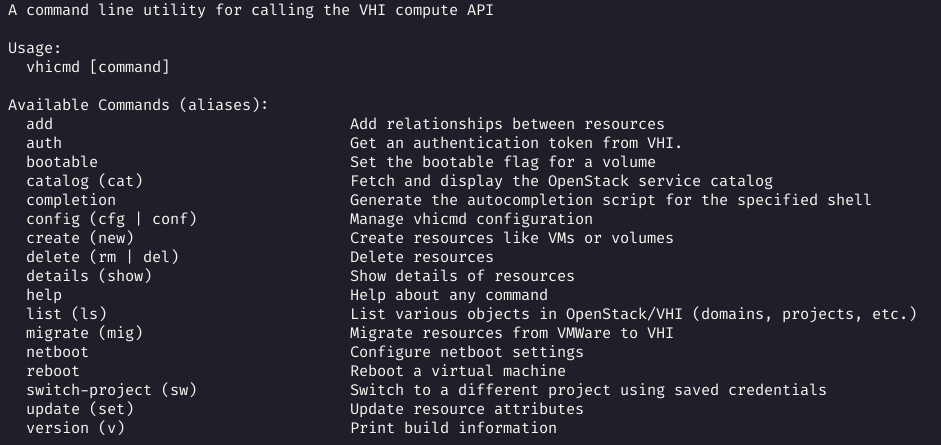 A command line utility for calling the VHI compute API

Usage:
  vhicmd [command]

Available Commands (aliases):
  add                                 Add relationships between resources
  auth                                Get an authentication token from VHI.
  bootable                            Set the bootable flag for a volume
  catalog (cat)                       Fetch and display the OpenStack service catalog
  completion                          Generate the autocompletion script for the specified shell
  config (cfg | conf)                 Manage vhicmd configuration
  create (new)                        Create resources like VMs or volumes
  delete (rm | del)                   Delete resources
  details (show)                      Show details of resources
  help                                Help about any command
  list (ls)                           List various objects in OpenStack/VHI (domains, projects, etc.)
  migrate (mig)                       Migrate resources from VMWare to VHI
  netboot                             Configure netboot settings
  reboot                              Reboot a virtual machine
  switch-project (sw)                 Switch to a different project using saved credentials
  update (set)                        Update resource attributes
  version (v)                         Print build information